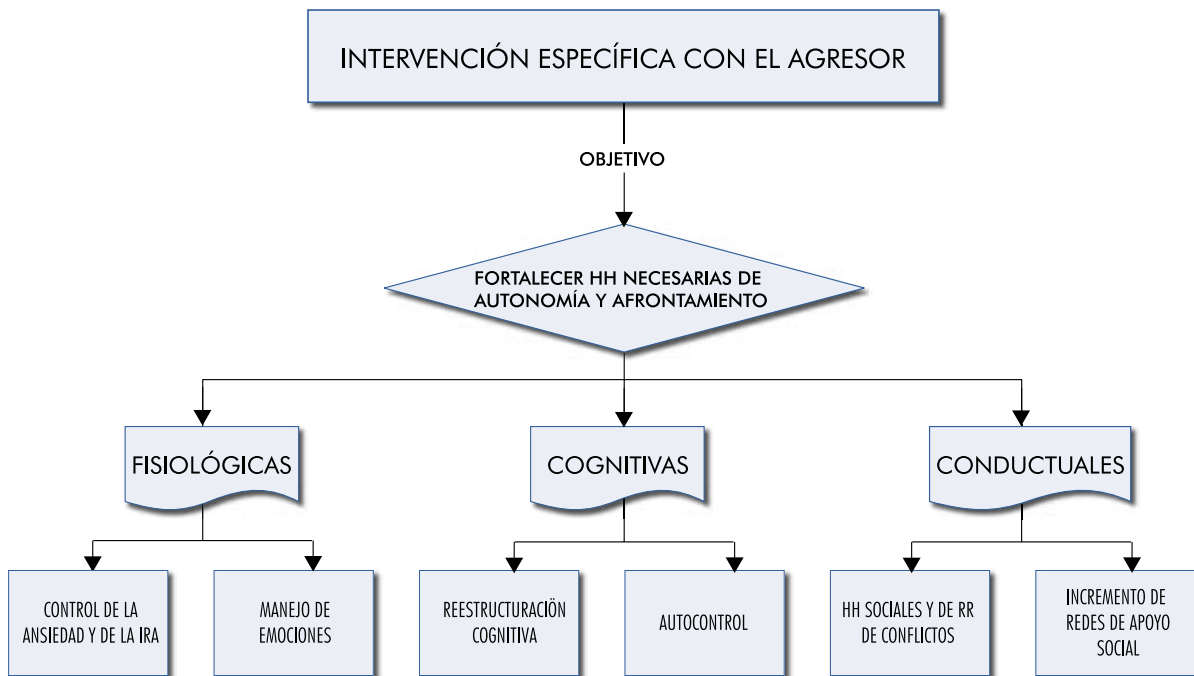 INTERVENCIÓN ESPECÍFICA CON EL AGRESOR
OBJETIVO
FORTALECER HH NECESARIAS DE
AUTONOMÍA Y AFRONTAMIENTO
FISIOLÓGICAS
COGNITIVAS
CONDUCTUALES
CONTROL DE LA
ANSIEDAD Y DE LA IRA
MANEJO DE
EMOCIONES
REESTRUCTURACIÖN
COGNITIVA
AUTOCONTROL
HH SOCIALES Y DE RR
DE CONFLICTOS
INCREMENTO DE
REDES DE APOYO
SOCIAL